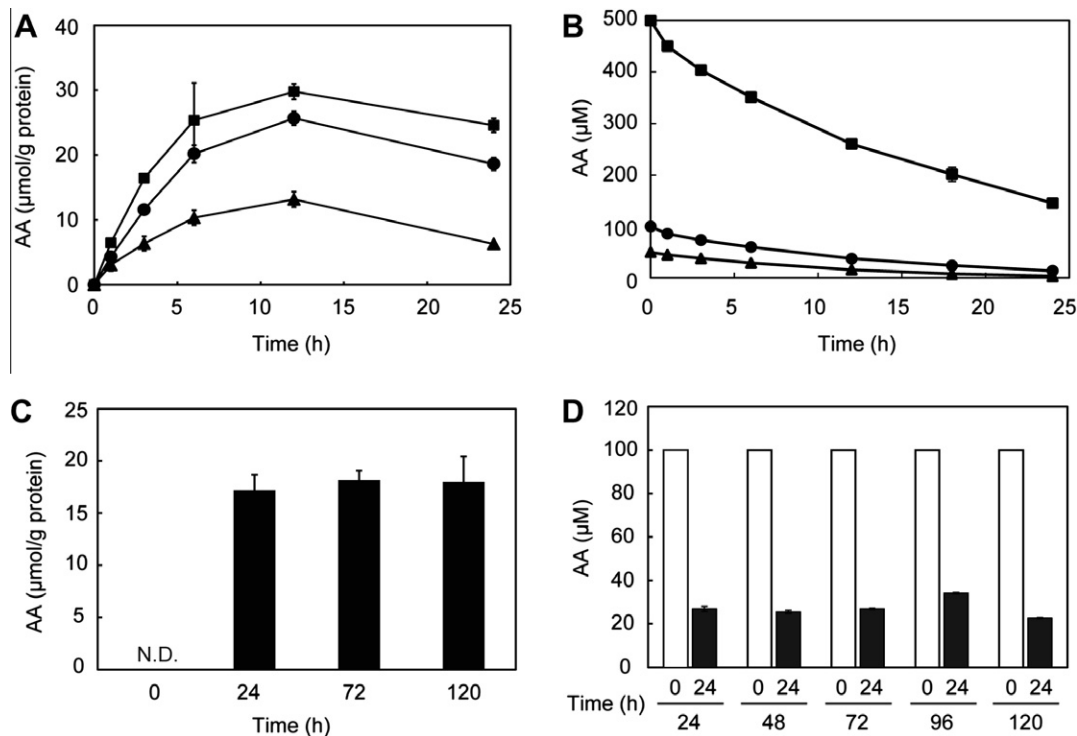 A
AA (μmol/g protein)
40
30
20
10
0
0 5 10 15 20 25
Time (h)
B
AA (μM)
500
400
300
200
100
0
0 5 10 15 20 25
Time (h)
C
AA (μmol/g protein)
25
20
15
10
5
0
N.D.
0 24 72 120
Time (h)
D
AA (μM)
120
100
80
60
40
20
0
Time (h) 0 24 0 24 0 24 0 24 0 24
24 48 72 96 120